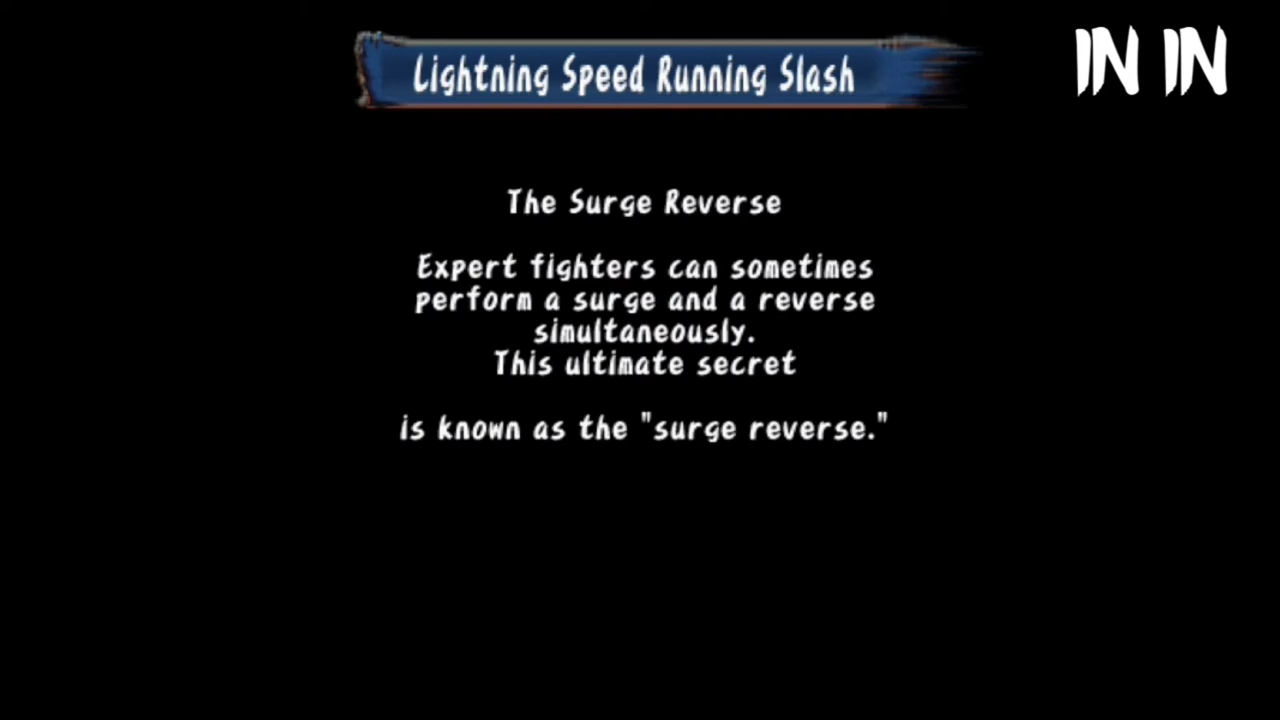 Lightning Speed Running Slash
IN IN
The Surge Reverse
Expert fighters can sometimes
perform a surge and a reverse
simultaneously.
This ultimate secret
is known as the "surge reverse."